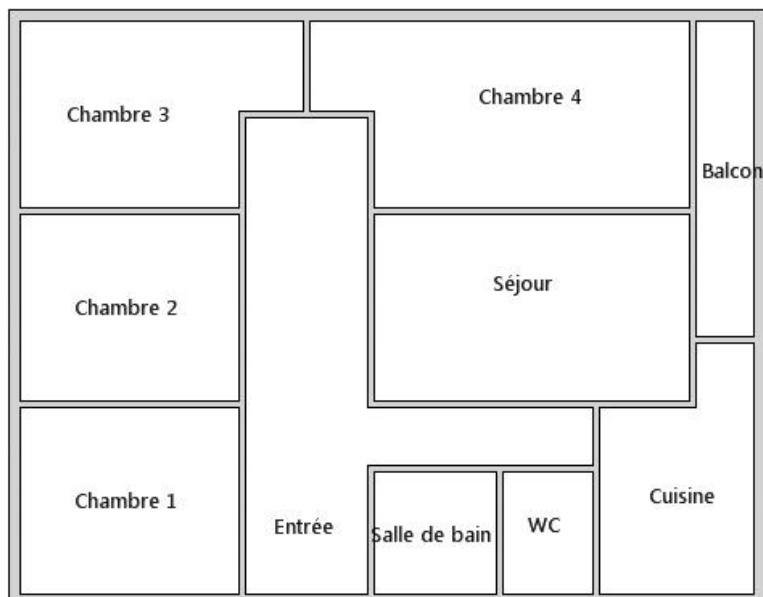 Chambre 3
Chambre 4
Balcon
Chambre 2
Séjour
Chambre 1
Entrée
Salle de bain
WC
Cuisine